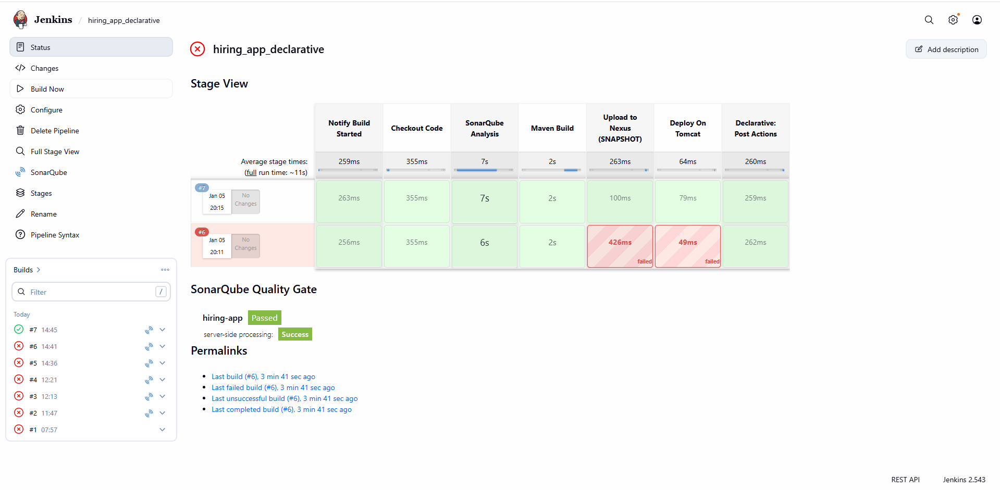 Jenkins / hiring_app_declarative
Status
Changes
Build Now
Configure
Delete Pipeline
Full Stage View
SonarQube
Stages
Rename
Pipeline Syntax
Builds
Filter /
Today
#7 14:45
#6 14:41
#5 14:36
#4 12:21
#3 12:13
#2 11:47
#1 07:57
hiring_app_declarative
Add description
Stage View
Notify Build
Started
Checkout Code
SonarQube
Analysis
Maven Build
Upload to
Nexus
(SNAPSHOT)
Deploy On
Tomcat
Declarative:
Post Actions
Average stage times:
(full run time: ~11s)
259ms 355ms 7s 2s 263ms 64ms 260ms
#7
Jan 05
20:15
No
Changes
263ms 355ms 7s 2s 100ms 79ms 259ms
#6
Jan 05
20:11
No
Changes
256ms 355ms 6s 2s 426ms 49ms 262ms
failed failed
SonarQube Quality Gate
hiring-app Passed
server-side processing: Success
Permalinks
Last build (#6), 3 min 41 sec ago
Last failed build (#6), 3 min 41 sec ago
Last unsuccessful build (#6), 3 min 41 sec ago
Last completed build (#6), 3 min 41 sec ago
REST API Jenkins 2.543